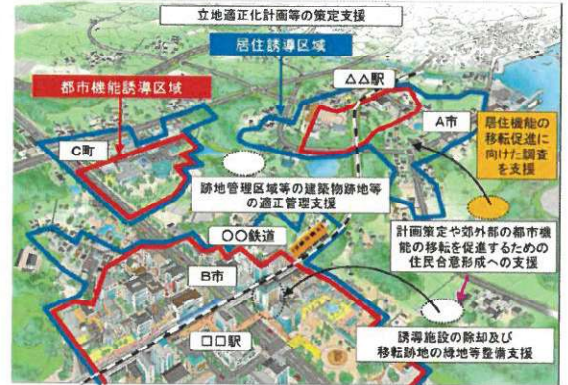 立地適正化計画等の策定支援
居住誘導区域
△△駅
都市機能誘導区域
A市
居住機能の
移転促進に
向けた調査
を支援
C町
跡地管理区域等の建築物跡地等
の適正管理支援
〇〇鉄道
計画策定や郊外部の都市機
能の移転を促進するための
住民合意形成への支援
B市
□□駅
誘導施設の除却及び
移転跡地の緑地等整備支援